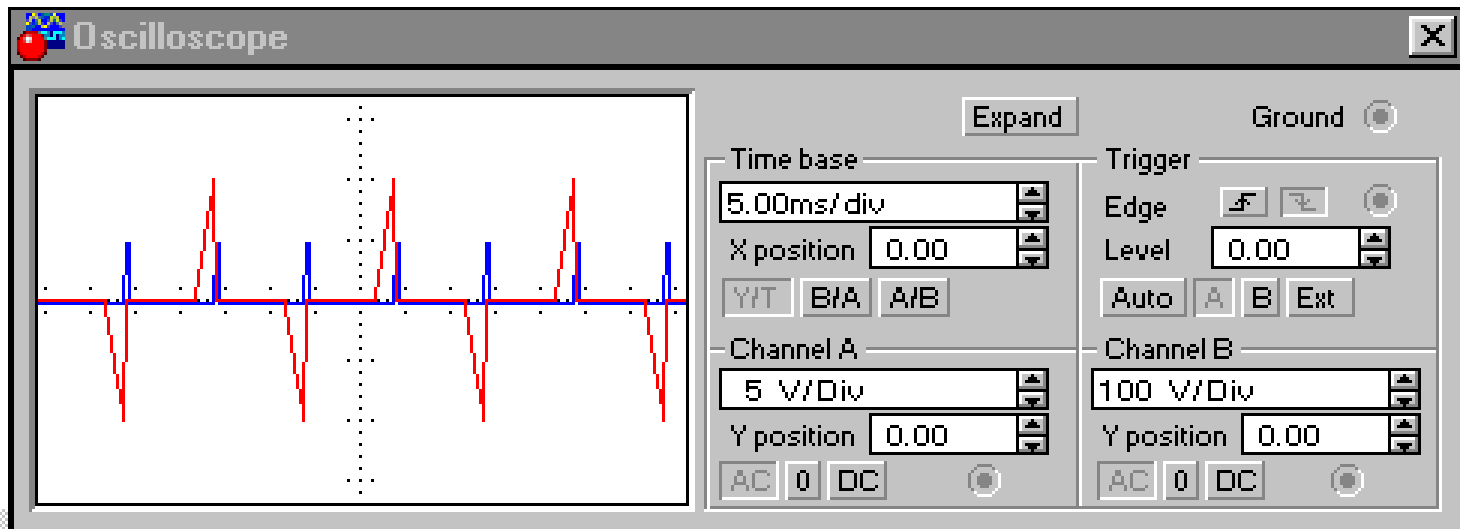 Oscilloscope
Expand
Ground
Time base
5.00ms/div
X position 0.00
Y/T B/A A/B
Trigger
Edge
Level 0.00
Auto A B Ext
Channel A
5 V/Div
Y position 0.00
AC 0 DC
Channel B
100 V/Div
Y position 0.00
AC 0 DC